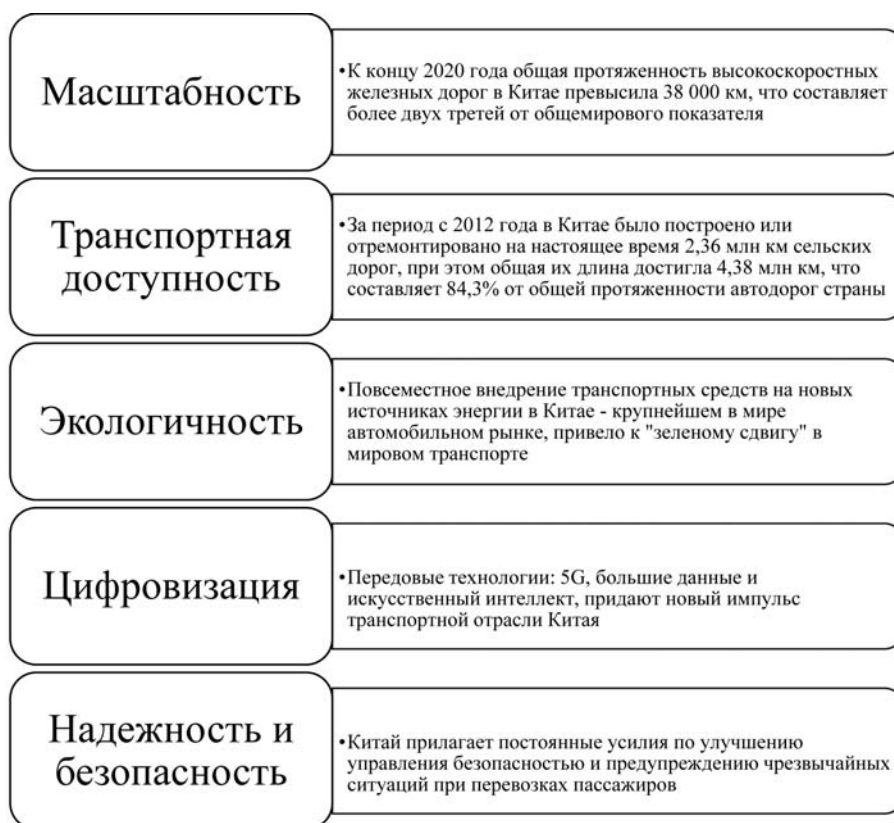 Масштабность
•К концу 2020 года общая протяженность высокоскоростных
железных дорог в Китае превысила 38 000 км, что составляет
более двух третей от общемирового показателя
Транспортная
доступность
•За период с 2012 года в Китае было построено или
отремонтировано на настоящее время 2,36 млн км сельских
дорог, при этом общая их длина достигла 4,38 млн км, что
составляет 84,3% от общей протяженности автодорог страны
Экологичность
•Повсеместное внедрение транспортных средств на новых
источниках энергии в Китае - крупнейшем в мире
автомобильном рынке, привело к "зеленому сдвигу" в
мировом транспорте
Цифровизация
•Передовые технологии: 5G, большие данные и
искусственный интеллект, придают новый импульс
транспортной отрасли Китая
Надежность и
безопасность
•Китай прилагает постоянные усилия по улучшению
управления безопасностью и предупреждению чрезвычайных
ситуаций при перевозках пассажиров